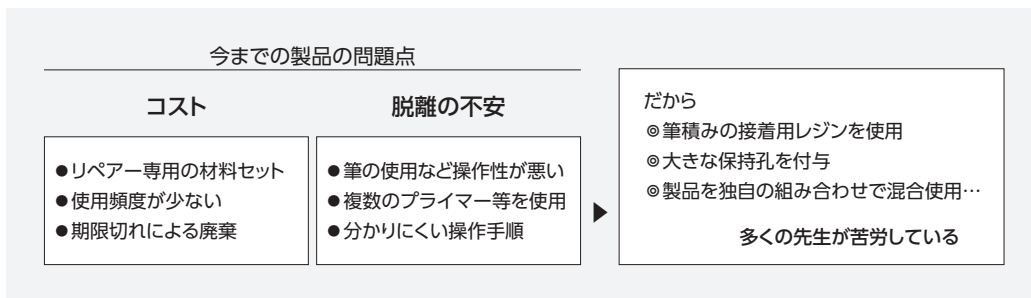 今までの製品の問題点
コスト
●リペアー専用の材料セット
●使用頻度が少ない
●期限切れによる廃棄
脱離の不安
●筆の使用など操作性が悪い
●複数のプライマー等を使用
●分かりにくい操作手順
▶
だから
◎筆積みの接着用レジンを使用
◎大きな保持孔を付与
◎製品を独自の組み合わせで混合使用…
多くの先生が苦労している